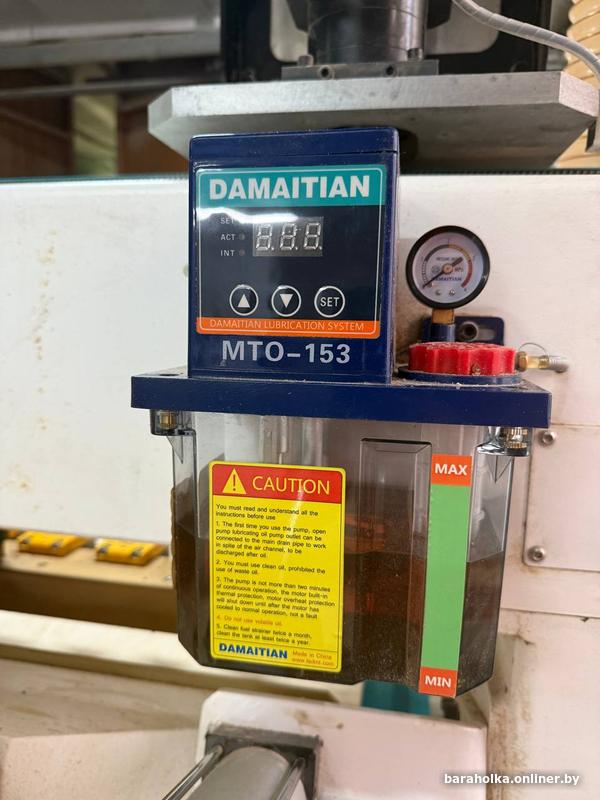 DAMAITIAN
SET
ACT
INT
8.8.8.
SET
DAMAITIAN LUBRICATION SYSTEM
MTO-153
DAMAITIAN
MAX
CAUTION
You must read and understand all the
instructions before use
1. The first time you use the pump, open
pump lubricating oil pump outlet can be
connected to the main drain pipe to work
in spite of the air channel, to be
discharged after oil.
2. You must use clean oil, prohibited the
use of waste oil.
3. The pump is not more than two minutes
of continuous operation, the motor built-in
thermal protection, motor overheat protection
will shut down until after the motor has
cooled to normal operation, not a fault
4. Do not use volatile oil.
5. Clean fuel strainer twice a month,
clean the tank at least twice a year.
DAMAITIAN Made in China
MIN
baraholka.onliner.by